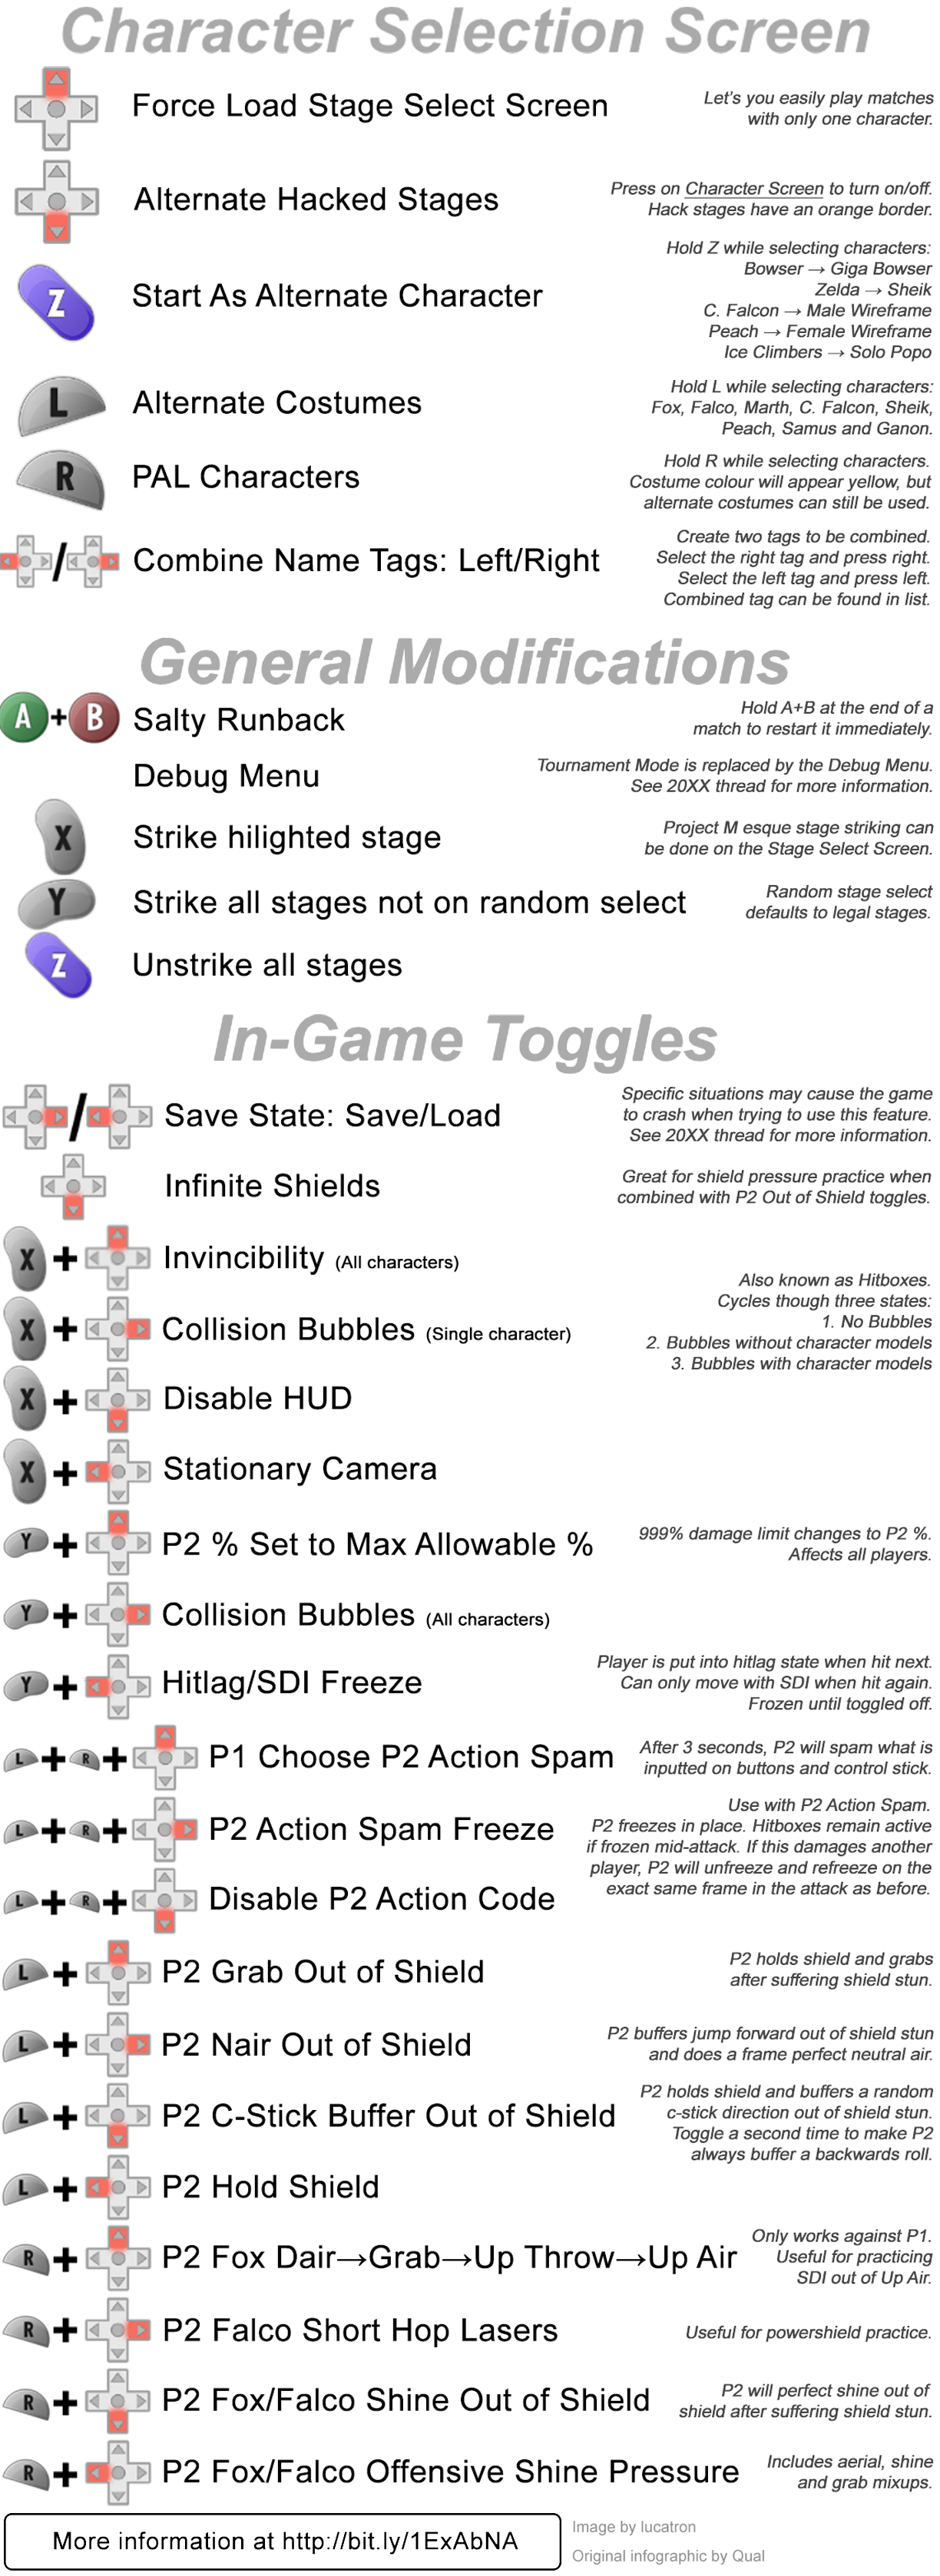 Character Selection Screen
Force Load Stage Select Screen
Let's you easily play matches
with only one character.
Alternate Hacked Stages
Press on Character Screen to turn on/off.
Hack stages have an orange border.
Z
Start As Alternate Character
Hold Z while selecting characters:
Bowser → Giga Bowser
Zelda → Sheik
C. Falcon → Male Wireframe
Peach → Female Wireframe
Ice Climbers → Solo Popo
L
Alternate Costumes
Hold L while selecting characters:
Fox, Falco, Marth, C. Falcon, Sheik,
Peach, Samus and Ganon.
R
PAL Characters
Hold R while selecting characters.
Costume colour will appear yellow, but
alternate costumes can still be used.
/
Combine Name Tags: Left/Right
Create two tags to be combined.
Select the right tag and press right.
Select the left tag and press left.
Combined tag can be found in list.
General Modifications
A + B
Salty Runback
Hold A+B at the end of a
match to restart it immediately.
Debug Menu
Tournament Mode is replaced by the Debug Menu.
See 20XX thread for more information.
X
Strike hilighted stage
Project M esque stage striking can
be done on the Stage Select Screen.
Y
Strike all stages not on random select
Random stage select
defaults to legal stages.
Z
Unstrike all stages
In-Game Toggles
/
Save State: Save/Load
Specific situations may cause the game
to crash when trying to use this feature.
See 20XX thread for more information.
Infinite Shields
Great for shield pressure practice when
combined with P2 Out of Shield toggles.
X +
Invincibility (All characters)
X +
Collision Bubbles (Single character)
Also known as Hitboxes.
Cycles though three states:
1. No Bubbles
2. Bubbles without character models
3. Bubbles with character models
X +
Disable HUD
X +
Stationary Camera
Y +
P2 % Set to Max Allowable %
999% damage limit changes to P2 %.
Affects all players.
Y +
Collision Bubbles (All characters)
Y +
Hitlag/SDI Freeze
Player is put into hitlag state when hit next.
Can only move with SDI when hit again.
Frozen until toggled off.
L + R +
P1 Choose P2 Action Spam
After 3 seconds, P2 will spam what is
inputted on buttons and control stick.
L + R +
P2 Action Spam Freeze
Use with P2 Action Spam.
P2 freezes in place. Hitboxes remain active
if frozen mid-attack. If this damages another
player, P2 will unfreeze and refreeze on the
exact same frame in the attack as before.
L + R +
Disable P2 Action Code
L +
P2 Grab Out of Shield
P2 holds shield and grabs
after suffering shield stun.
L +
P2 Nair Out of Shield
P2 buffers jump forward out of shield stun
and does a frame perfect neutral air.
L +
P2 C-Stick Buffer Out of Shield
P2 holds shield and buffers a random
c-stick direction out of shield stun.
Toggle a second time to make P2
always buffer a backwards roll.
L +
P2 Hold Shield
R +
P2 Fox Dair→Grab→Up Throw→Up Air
Only works against P1.
Useful for practicing
SDI out of Up Air.
R +
P2 Falco Short Hop Lasers
Useful for powershield practice.
R +
P2 Fox/Falco Shine Out of Shield
P2 will perfect shine out of
shield after suffering shield stun.
R +
P2 Fox/Falco Offensive Shine Pressure
Includes aerial, shine
and grab mixups.
More information at http://bit.ly/1ExAbNA
Image by lucatron
Original infographic by Qual